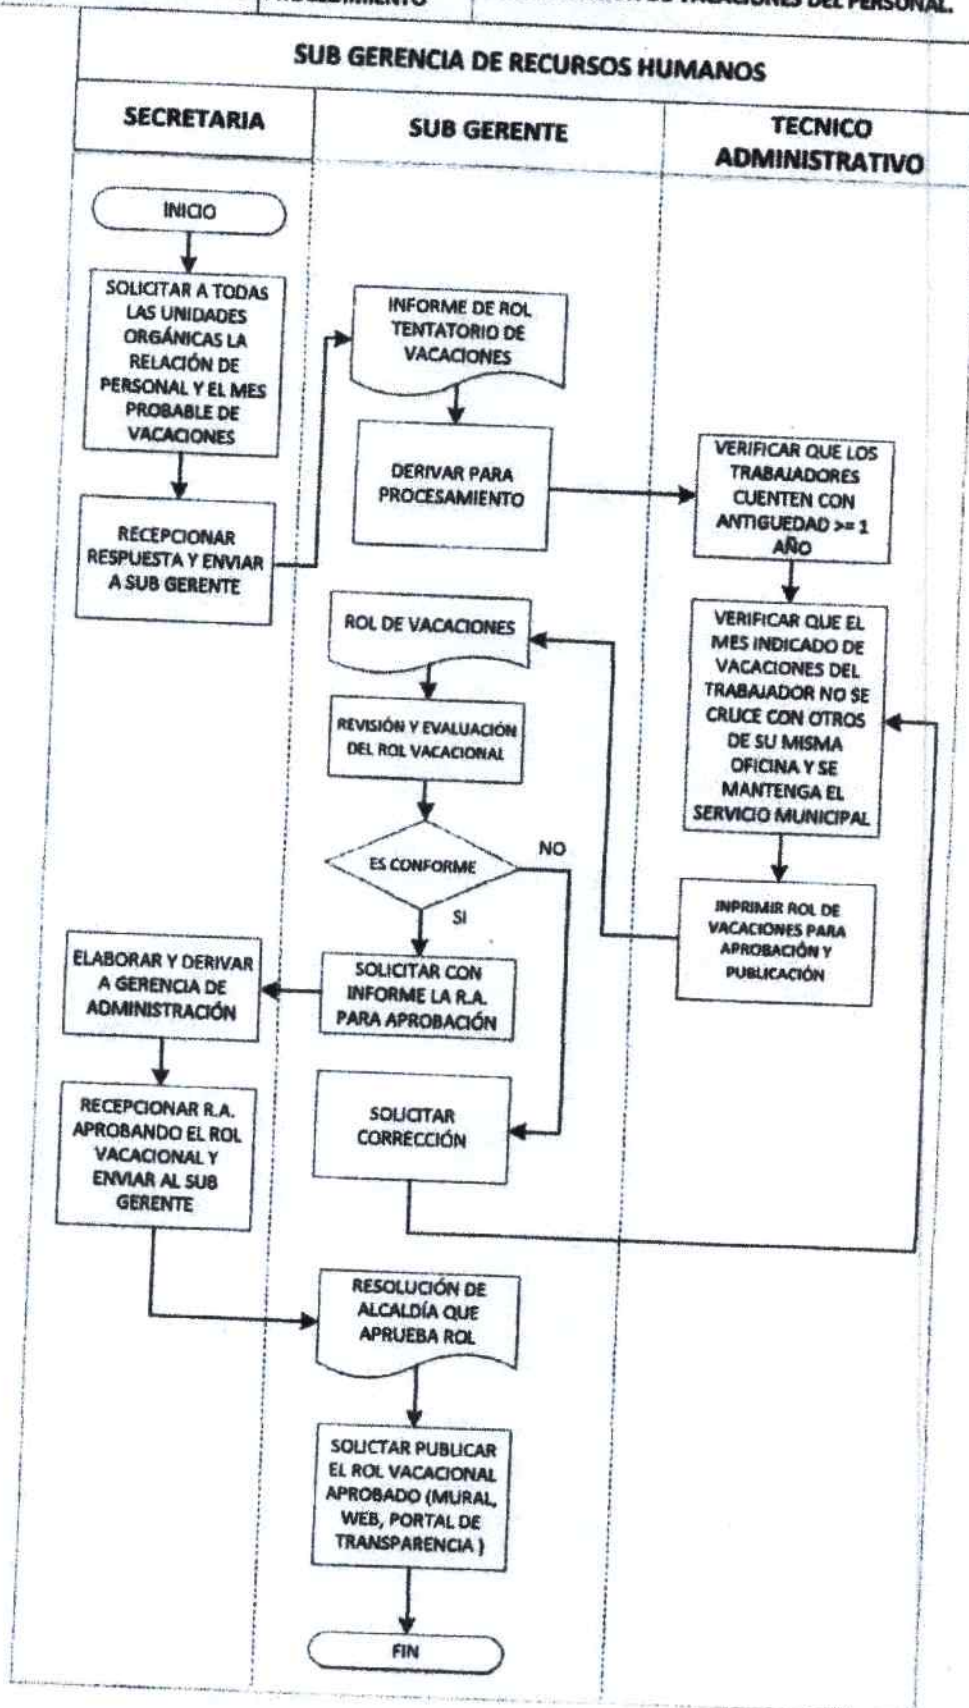 VACACIONES DEL PERSONAL.
SUB GERENCIA DE RECURSOS HUMANOS
SECRETARIA
SUB GERENTE
TECNICO
ADMINISTRATIVO
INICIO
SOLICITAR A TODAS
LAS UNIDADES
ORGÁNICAS LA
RELACIÓN DE
PERSONAL Y EL MES
PROBABLE DE
VACACIONES
RECEPCIONAR
RESPUESTA Y ENVIAR
A SUB GERENTE
INFORME DE ROL
TENTATORIO DE
VACACIONES
DERIVAR PARA
PROCESAMIENTO
VERIFICAR QUE LOS
TRABAJADORES
CUENTEN CON
ANTIGUEDAD >= 1
AÑO
VERIFICAR QUE EL
MES INDICADO DE
VACACIONES DEL
TRABAJADOR NO SE
CRUCE CON OTROS
DE SU MISMA
OFICINA Y SE
MANTENGA EL
SERVICIO MUNICIPAL
INPRIMIR ROL DE
VACACIONES PARA
APROBACIÓN Y
PUBLICACIÓN
ROL DE VACACIONES
REVISIÓN Y EVALUACIÓN
DEL ROL VACACIONAL
ES CONFORME
NO
SI
SOLICITAR CON
INFORME LA R.A.
PARA APROBACIÓN
SOLICITAR
CORRECCIÓN
ELABORAR Y DERIVAR
A GERENCIA DE
ADMINISTRACIÓN
RECEPCIONAR R.A.
APROBANDO EL ROL
VACACIONAL Y
ENVIAR AL SUB
GERENTE
RESOLUCIÓN DE
ALCALDÍA QUE
APRUEBA ROL
SOLICTAR PUBLICAR
EL ROL VACACIONAL
APROBADO (MURAL,
WEB, PORTAL DE
TRANSPARENCIA )
FIN